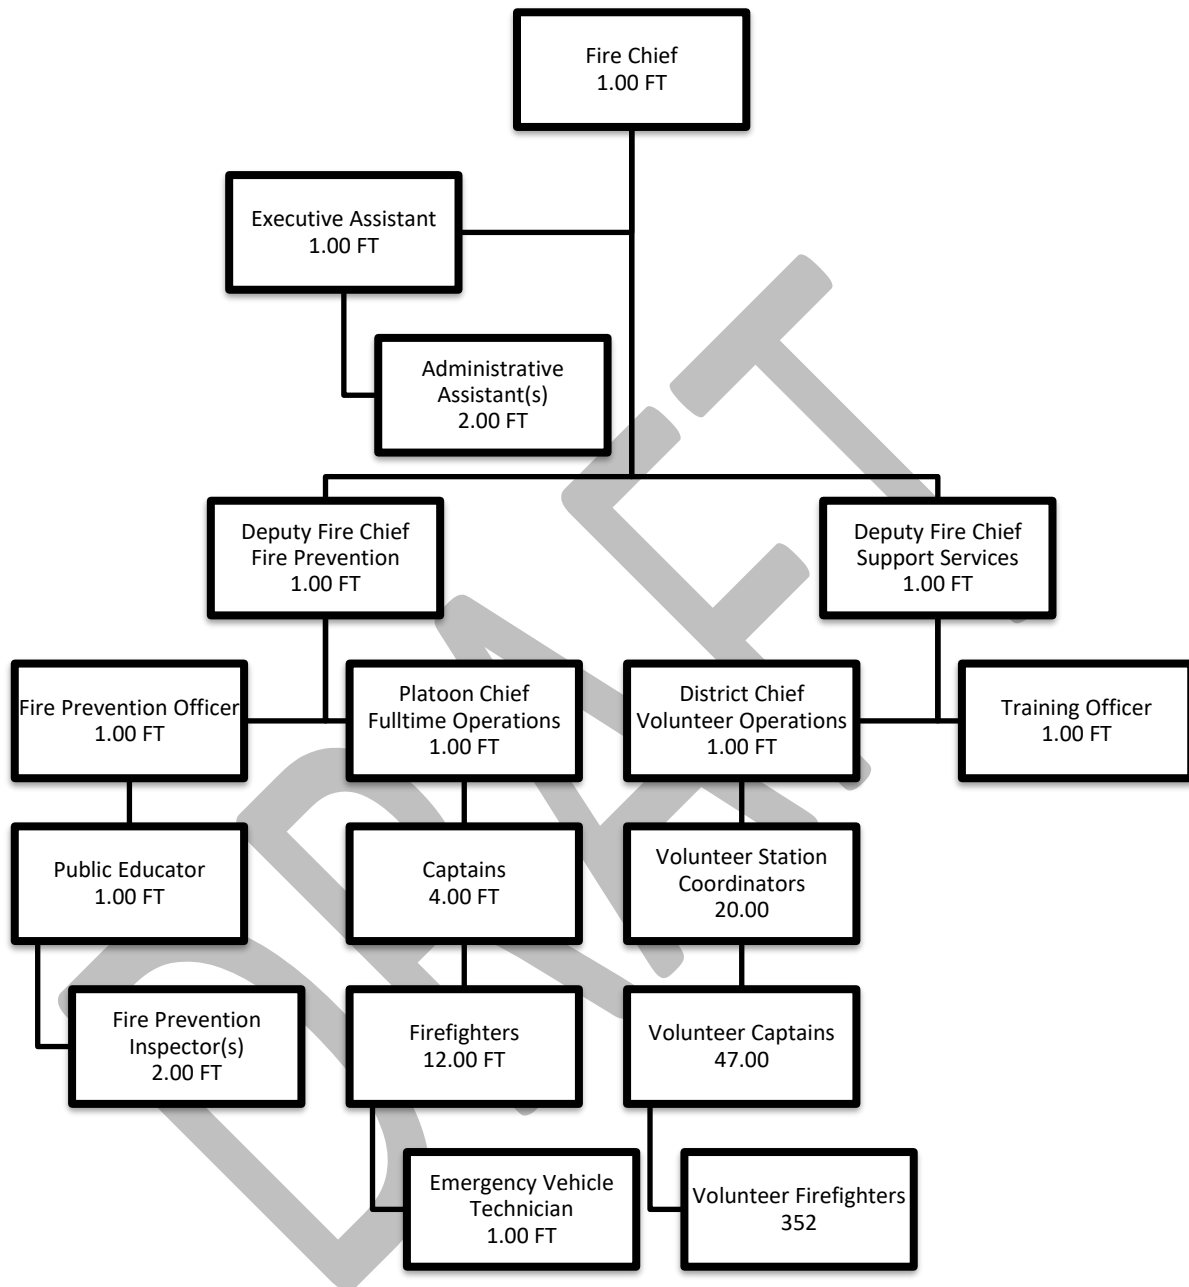 Fire Chief
1.00 FT
Executive Assistant
1.00 FT
Administrative
Assistant(s)
2.00 FT
Deputy Fire Chief
Fire Prevention
1.00 FT
Deputy Fire Chief
Support Services
1.00 FT
Fire Prevention Officer
1.00 FT
Platoon Chief
Fulltime Operations
1.00 FT
District Chief
Volunteer Operations
1.00 FT
Training Officer
1.00 FT
Public Educator
1.00 FT
Captains
4.00 FT
Volunteer Station
Coordinators
20.00
Fire Prevention
Inspector(s)
2.00 FT
Firefighters
12.00 FT
Volunteer Captains
47.00
Emergency Vehicle
Technician
1.00 FT
Volunteer Firefighters
352
DRAFT